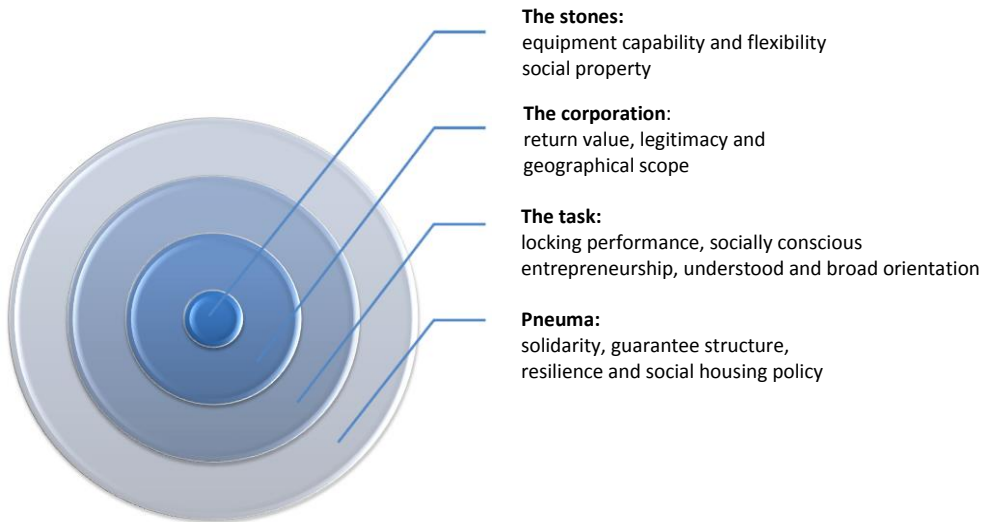 The stones:
equipment capability and flexibility
social property
The corporation:
return value, legitimacy and
geographical scope
The task:
locking performance, socially conscious
entrepreneurship, understood and broad orientation
Pneuma:
solidarity, guarantee structure,
resilience and social housing policy